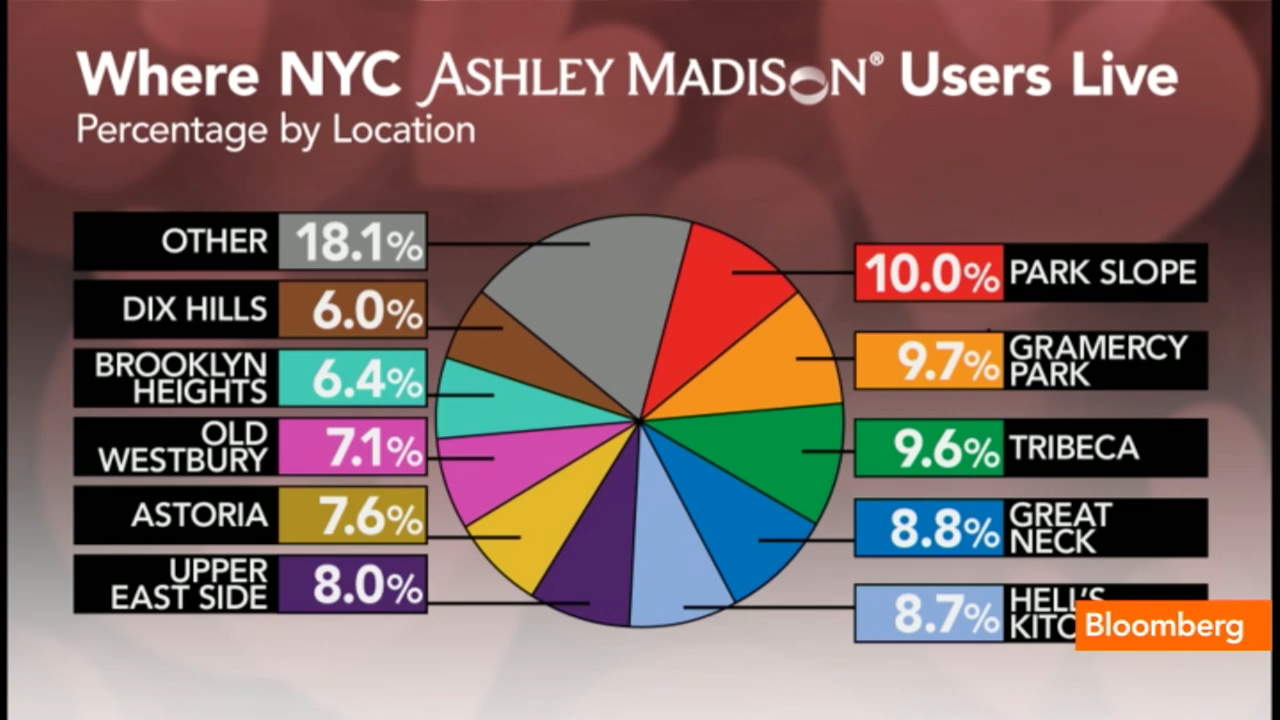 Where NYC ASHLEY MADISON® Users Live
Percentage by Location
OTHER 18.1%
DIX HILLS 6.0%
BROOKLYN
HEIGHTS 6.4%
OLD
WESTBURY 7.1%
ASTORIA 7.6%
UPPER
EAST SIDE 8.0%
10.0% PARK SLOPE
9.7% GRAMERCY
PARK
9.6% TRIBECA
8.8% GREAT
NECK
8.7% HELL'S
Bloomberg